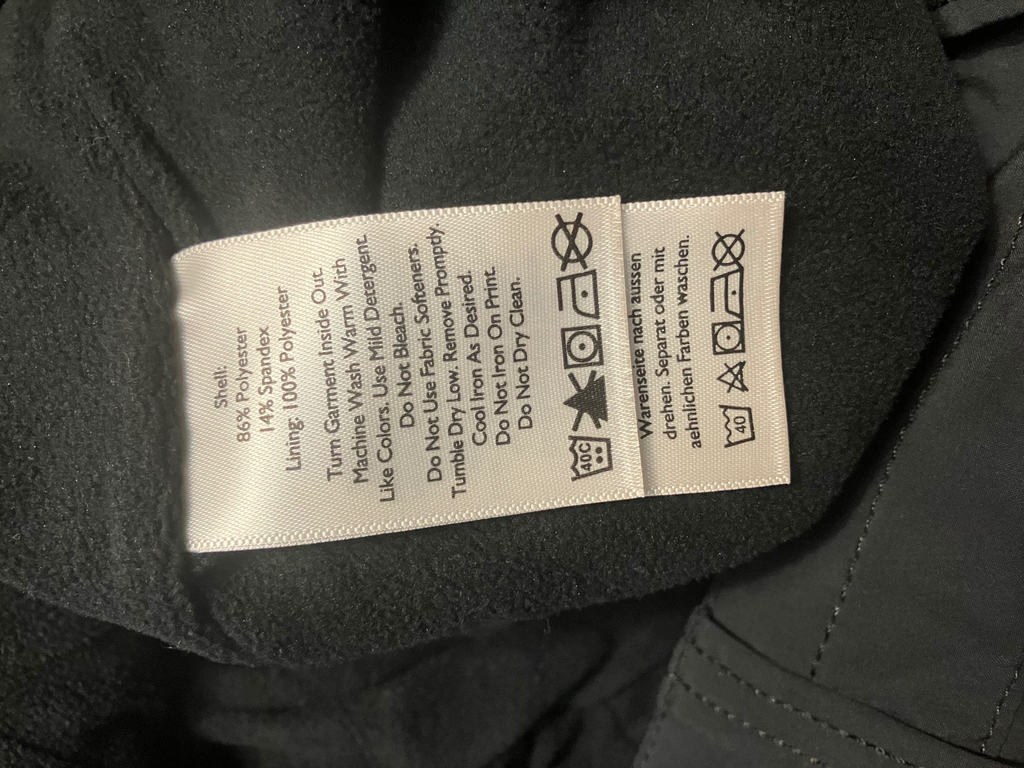 Shell:
86% Polyester
14% Spandex
Lining: 100% Polyester
Turn Garment Inside Out.
Machine Wash Warm With
Like Colors. Use Mild Detergent.
Do Not Bleach.
Do Not Use Fabric Softeners.
Tumble Dry Low. Remove Promptly.
Cool Iron As Desired.
Do Not Iron On Print.
Do Not Dry Clean.
40C
Warenseite nach aussen
drehen. Separat oder mit
aehnlichen Farben waschen.
40